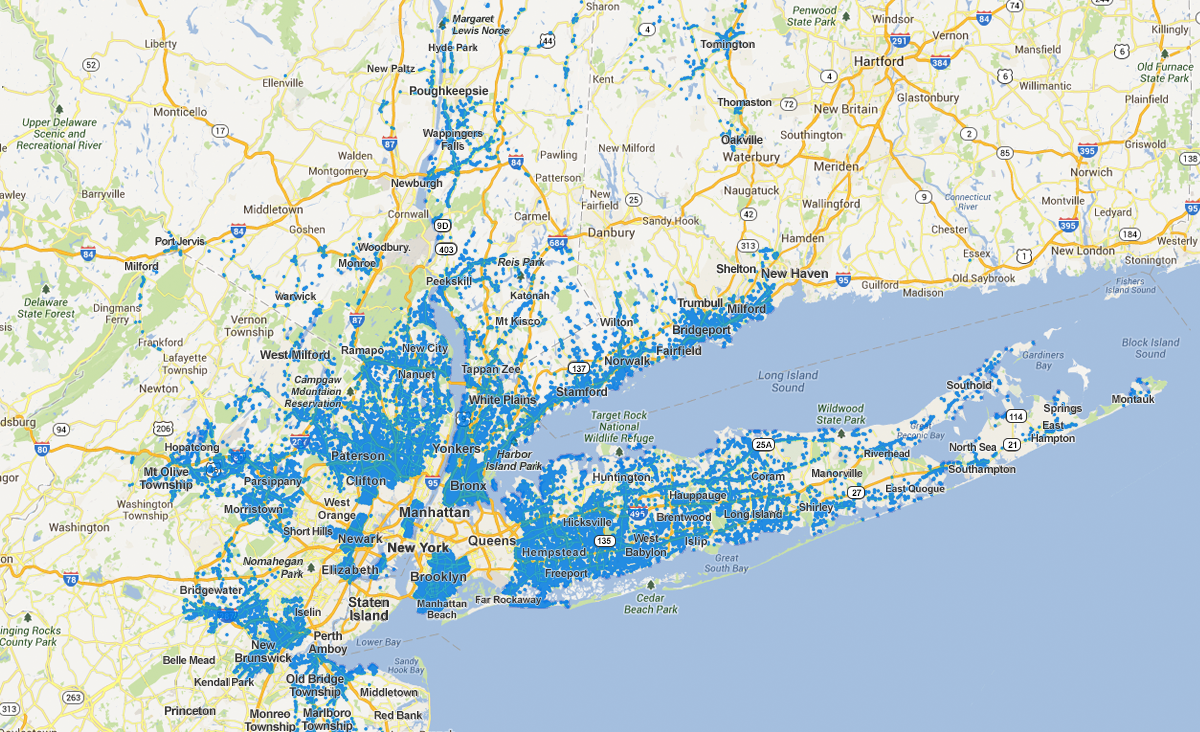 Sharon
Penwood
State Park
Windsor
84
74
244
Margaret
Lewis Norrie
4
Vernon
Killingly
Liberty
Hyde Park
44
Torrington
291
Mansfield
6
Hartford
384
52
New Paltz
Kent
4
6
Old Furnace
State Park
Ellenville
Poughkeepsie
Willimantic
Glastonbury
Plainfield
Thomaston
72
New Britain
Monticello
Upper Delaware
Scenic and
Recreational River
17
87
Wappingers
Falls
Oakville
Southington
2
Griswold
Walden
84
Pawling
New Milford
Waterbury
85
395
138
Montgomery
Patterson
Meriden
Norwich
Newburgh
Naugatuck
Barryville
New
Fairfield
25
Wallingford
9
Connecticut
River
Montville
95
Middletown
Cornwall
Carmel
Sandy Hook
42
Ledyard
Goshen
9D
Danbury
Chester
395
184
84
Port Jervis
684
Hamden
Westerly
84
Woodbury
403
313
Essex
1
New London
Milford
Monroe
Shelton
New Haven
Stonington
Peekskill
95
Old Saybrook
Guilford
Madison
Fishers
Island Sound
Delaware
State Forest
Warwick
Katonah
Trumbull
Dingmans
Ferry
Vernon
Township
87
Mt Kisco
Wilton
Milford
Bridgeport
Frankford
West Milford
Ramapo
New City
Fairfield
Block Island
Sound
Lafayette
Township
Norwalk
Gardiners
Bay
Nanuet
Tappan Zee
137
Long Island
Sound
Newton
White Plains
Stamford
Southold
Montauk
Target Rock
National
Wildlife Refuge
Wildwood
State Park
Springs
94
206
114
East
Hampton
Hopatcong
Yonkers
Harbor
Island Park
25A
Great
Peconic Bay
80
Paterson
Riverhead
North Sea
21
Mt Olive
Township
Parsippany
Clifton
95
Bronx
Huntington
Coram
Manorville
Southampton
Hauppauge
27
East Quogue
Washington
Township
Morristown
West
Orange
Manhattan
495
Brentwood
Long Island
Shirley
Washington
Short Hills
Newark
Queens
Hicksville
135
West
Babylon
Islip
New York
Hempstead
Nomahegan
Park
Elizabeth
Brooklyn
Freeport
Great
South Bay
78
Bridgewater
Staten
Island
Manhattan
Beach
Far Rockaway
Cedar
Beach Park
Iselin
Perth
Amboy
Lower Bay
New
Brunswick
Belle Mead
Sandy
Hook Bay
Kendall Park
Old Bridge
Township
Middletown
263
313
Princeton
Monroe
Township
Marlboro
Township
Red Bank